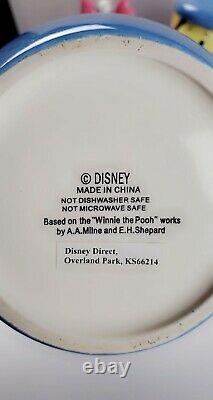 © DISNEY
MADE IN CHINA
NOT DISHWASHER SAFE
NOT MICROWAVE SAFE
Based on the "Winnie the Pooh" works
by A.A.Milne and E.H.Shepard
Disney Direct,
Overland Park, KS66214
ebay